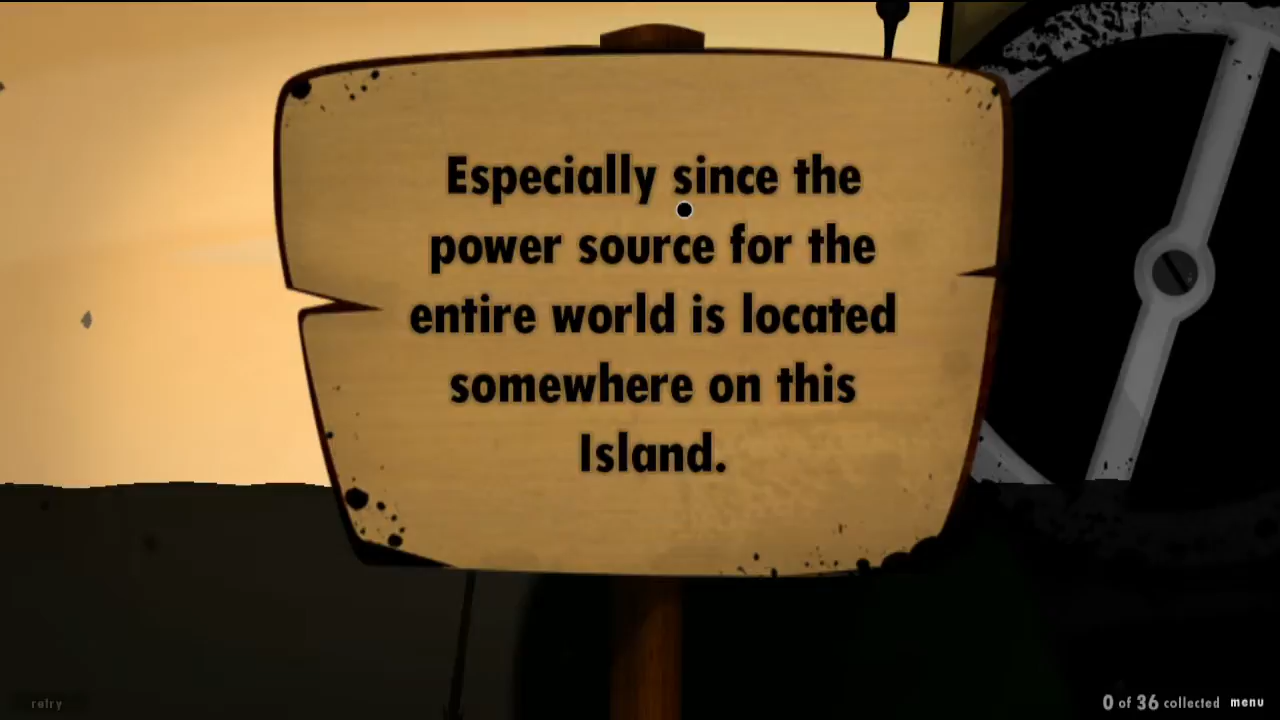 Especially since the
power source for the
entire world is located
somewhere on this
Island.
retry
0 of 36 collected menu